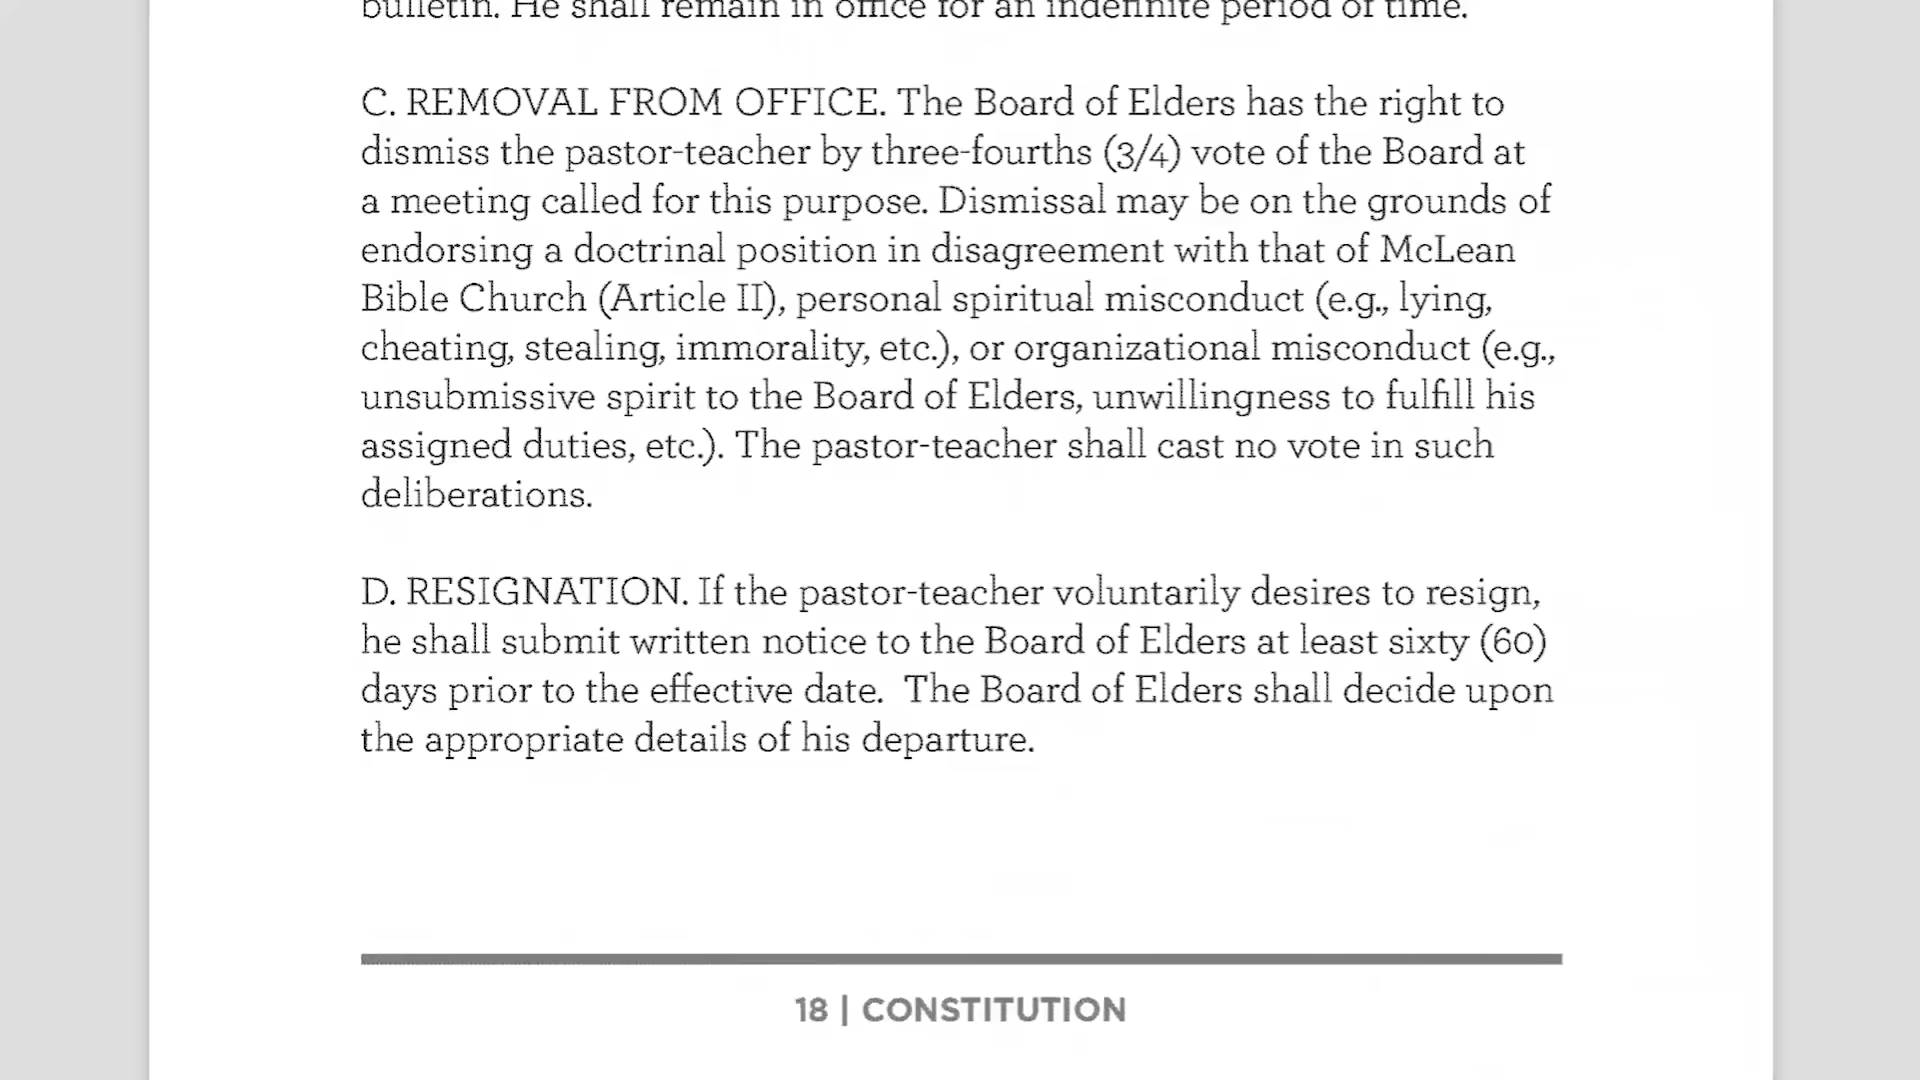 bulletin. He shall remain in office for an indefinite period of time.
C. REMOVAL FROM OFFICE. The Board of Elders has the right to
dismiss the pastor-teacher by three-fourths (3/4) vote of the Board at
a meeting called for this purpose. Dismissal may be on the grounds of
endorsing a doctrinal position in disagreement with that of McLean
Bible Church (Article II), personal spiritual misconduct (e.g., lying,
cheating, stealing, immorality, etc.), or organizational misconduct (e.g.,
unsubmissive spirit to the Board of Elders, unwillingness to fulfill his
assigned duties, etc.). The pastor-teacher shall cast no vote in such
deliberations.
D. RESIGNATION. If the pastor-teacher voluntarily desires to resign,
he shall submit written notice to the Board of Elders at least sixty (60)
days prior to the effective date.  The Board of Elders shall decide upon
the appropriate details of his departure.
18 | CONSTITUTION